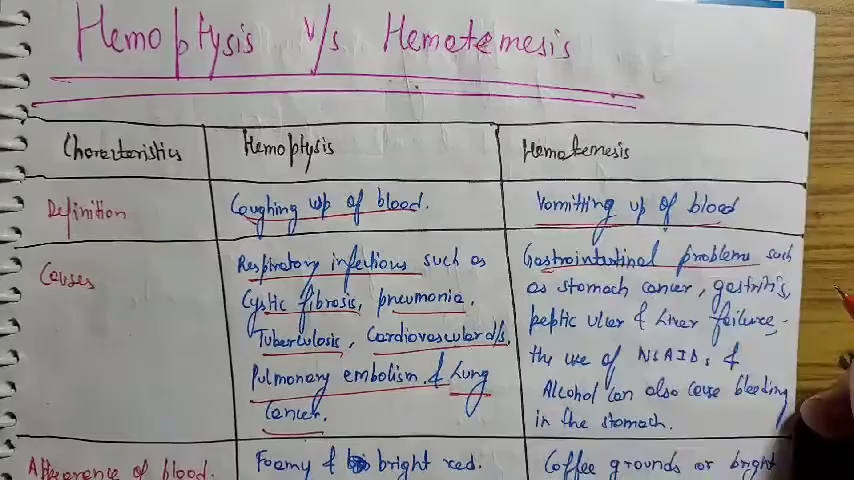 Hemoptysis v/s Hematemesis
Characteristics
Hemoptysis
Hematemesis
Definition
Coughing up of blood.
Vomitting up of blood
Causes
Respiratory infections such as
Cystic fibrosis, pneumonia,
Tuberculosis, Cardiovascular d/s,
Pulmonary embolism & Lung
Cancer.
Gastrointestinal problems such
as stomach cancer, gastritis,
peptic ulcer & Liver failure.
the use of NSAIDs, &
Alcohol can also cause bleeding
in the stomach.
Appearence of blood.
Foamy & bright red.
Coffee grounds or bright